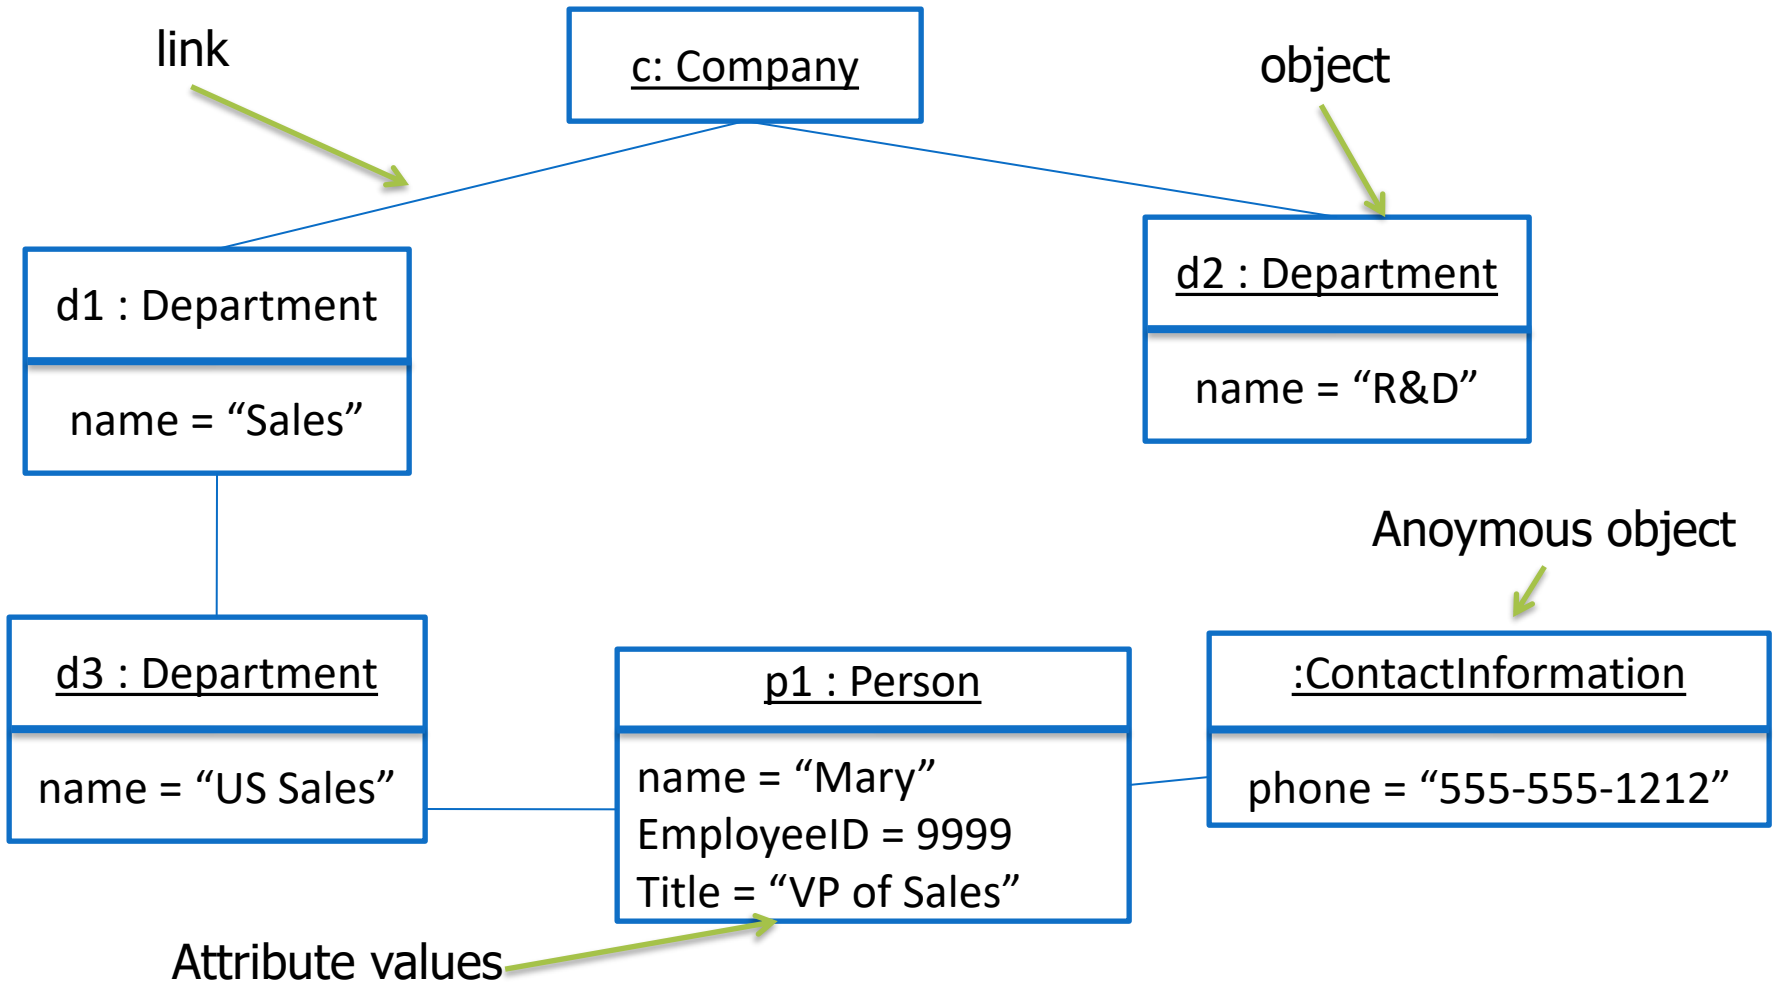 link
c: Company
object
d1 : Department
name = “Sales”
d2 : Department
name = “R&D”
Anoymous object
d3 : Department
name = “US Sales”
p1 : Person
name = “Mary”
EmployeeID = 9999
Title = “VP of Sales”
:ContactInformation
phone = “555-555-1212”
Attribute values